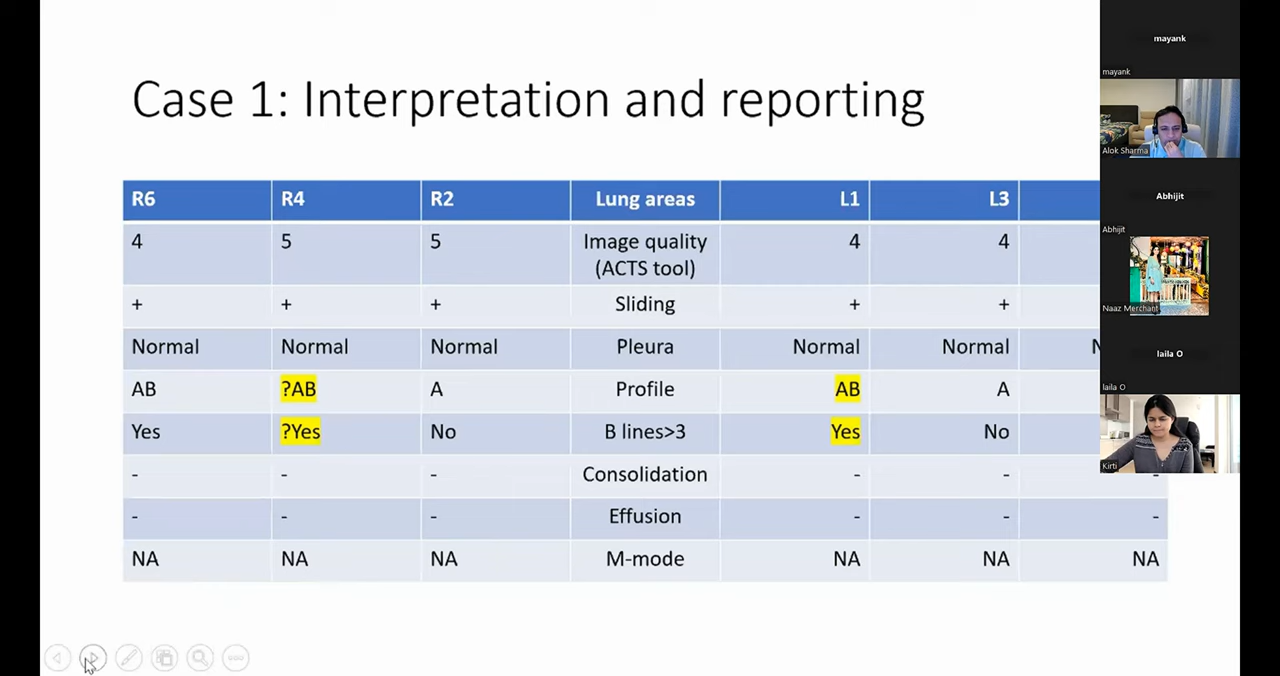 Case 1: Interpretation and reporting
R6 R4 R2 Lung areas L1 L3
4 5 5 Image quality (ACTS tool) 4 4
+ + + Sliding + +
Normal Normal Normal Pleura Normal Normal N
AB ?AB A Profile AB A
Yes ?Yes No B lines>3 Yes No
- - - Consolidation - - -
- - - Effusion - - -
NA NA NA M-mode NA NA NA
mayank
mayank
Alok Sharma
Abhijit
Abhijit
Naaz Merchant
laila O
laila O
Kirti